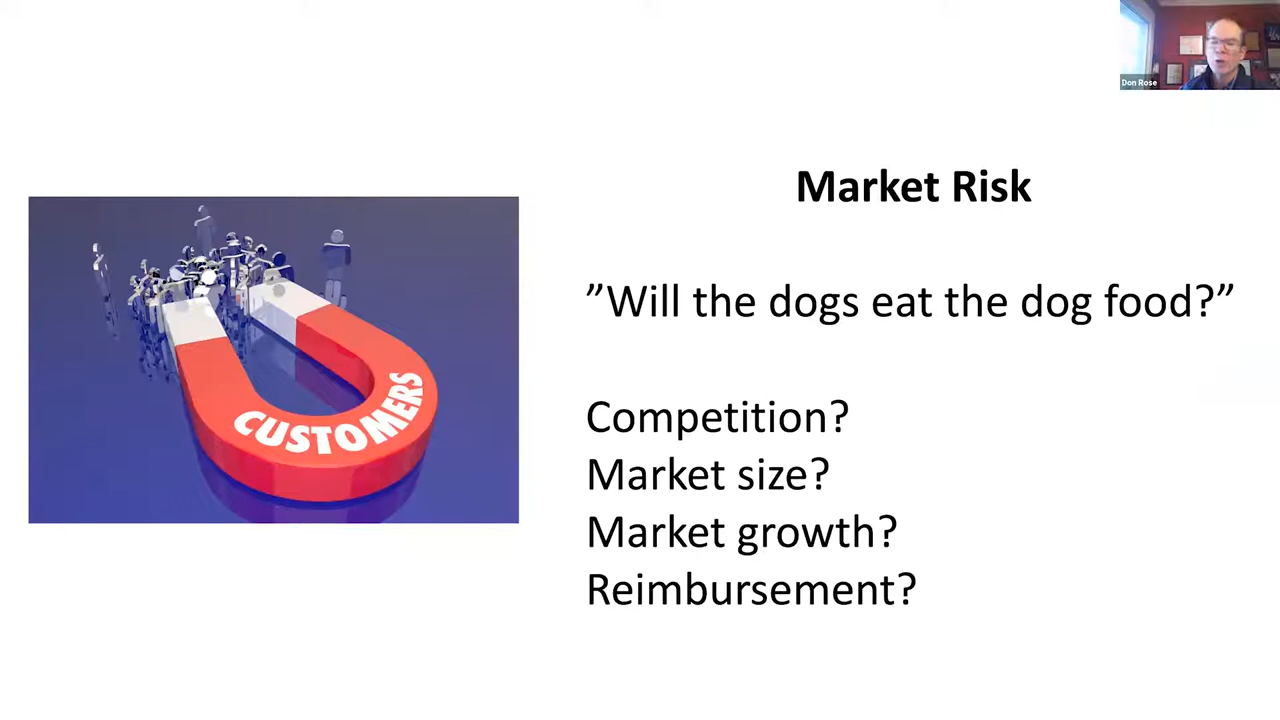 Don Rose
Market Risk
”Will the dogs eat the dog food?”
CUSTOMERS
Competition?
Market size?
Market growth?
Reimbursement?